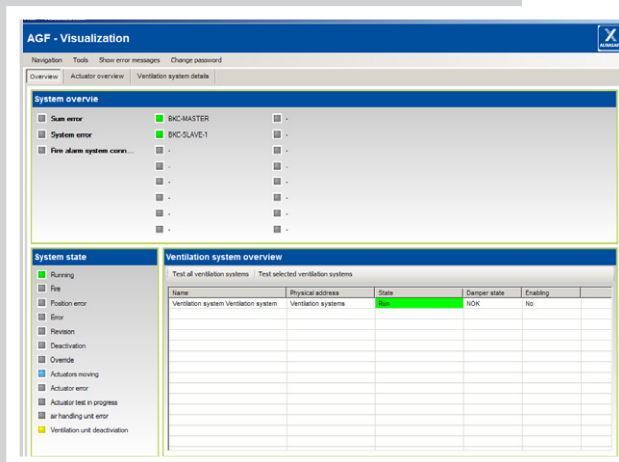 AGF - Visualization
X
Navigation Tools Show error messages Change password
Overview Actuator overview Ventilation system details
System overvie
Sum error BKC-MASTER -
System error BKC-SLAVE-1 -
Fire alarm system conn... - -
- -
- -
- -
- -
- -
System state
Running
Fire
Position error
Error
Revision
Deactivation
Override
Actuators moving
Actuator error
Actuator test in progress
air handling unit error
Ventilation unit deactiviation
Ventilation system overview
Test all ventilation systems Test selected ventilation systems
Name Physical address State Damper state Enabling
Ventilation system Ventilation system Ventilation systems Run NOK No